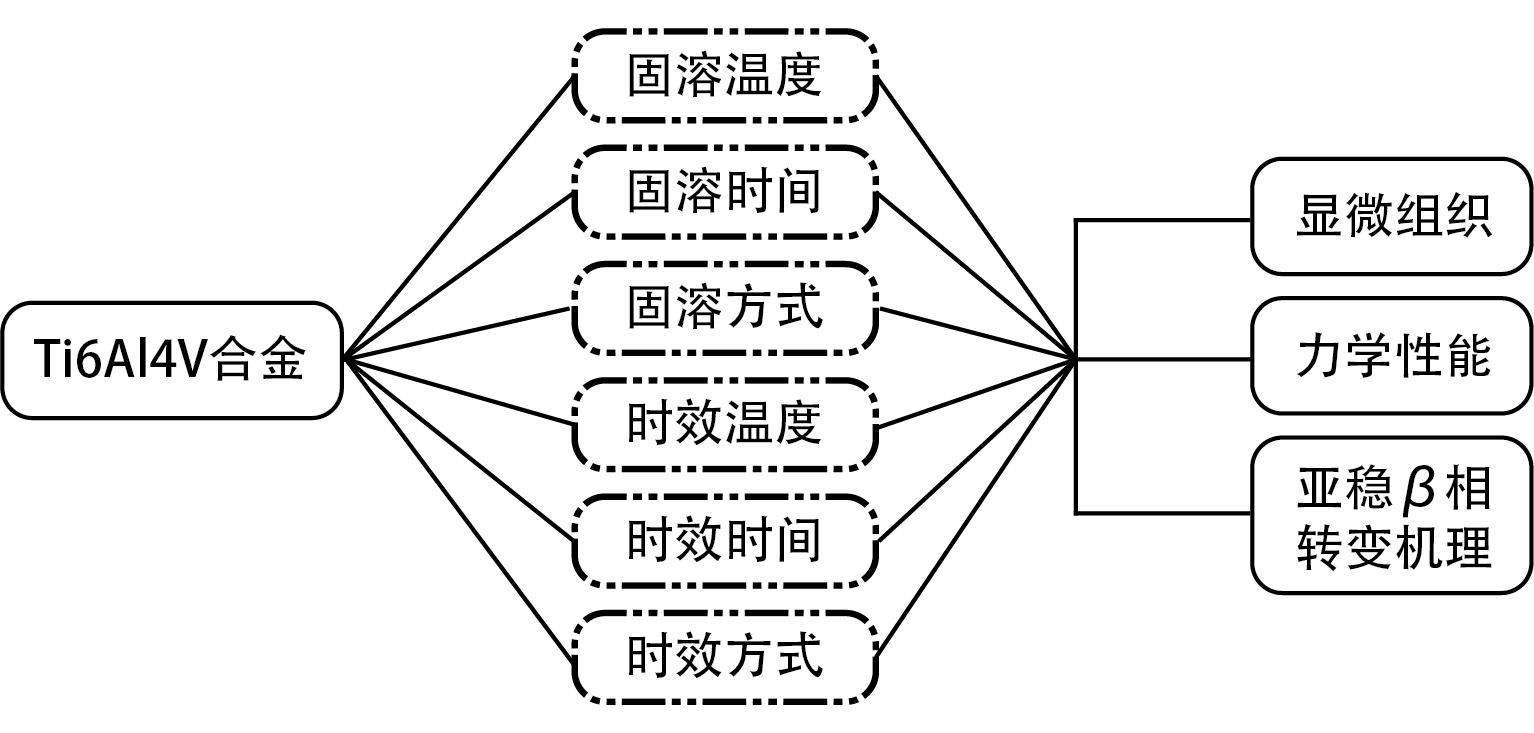 Ti6Al4V合金
固溶温度
固溶时间
固溶方式
时效温度
时效时间
时效方式
显微组织
力学性能
亚稳β相
转变机理